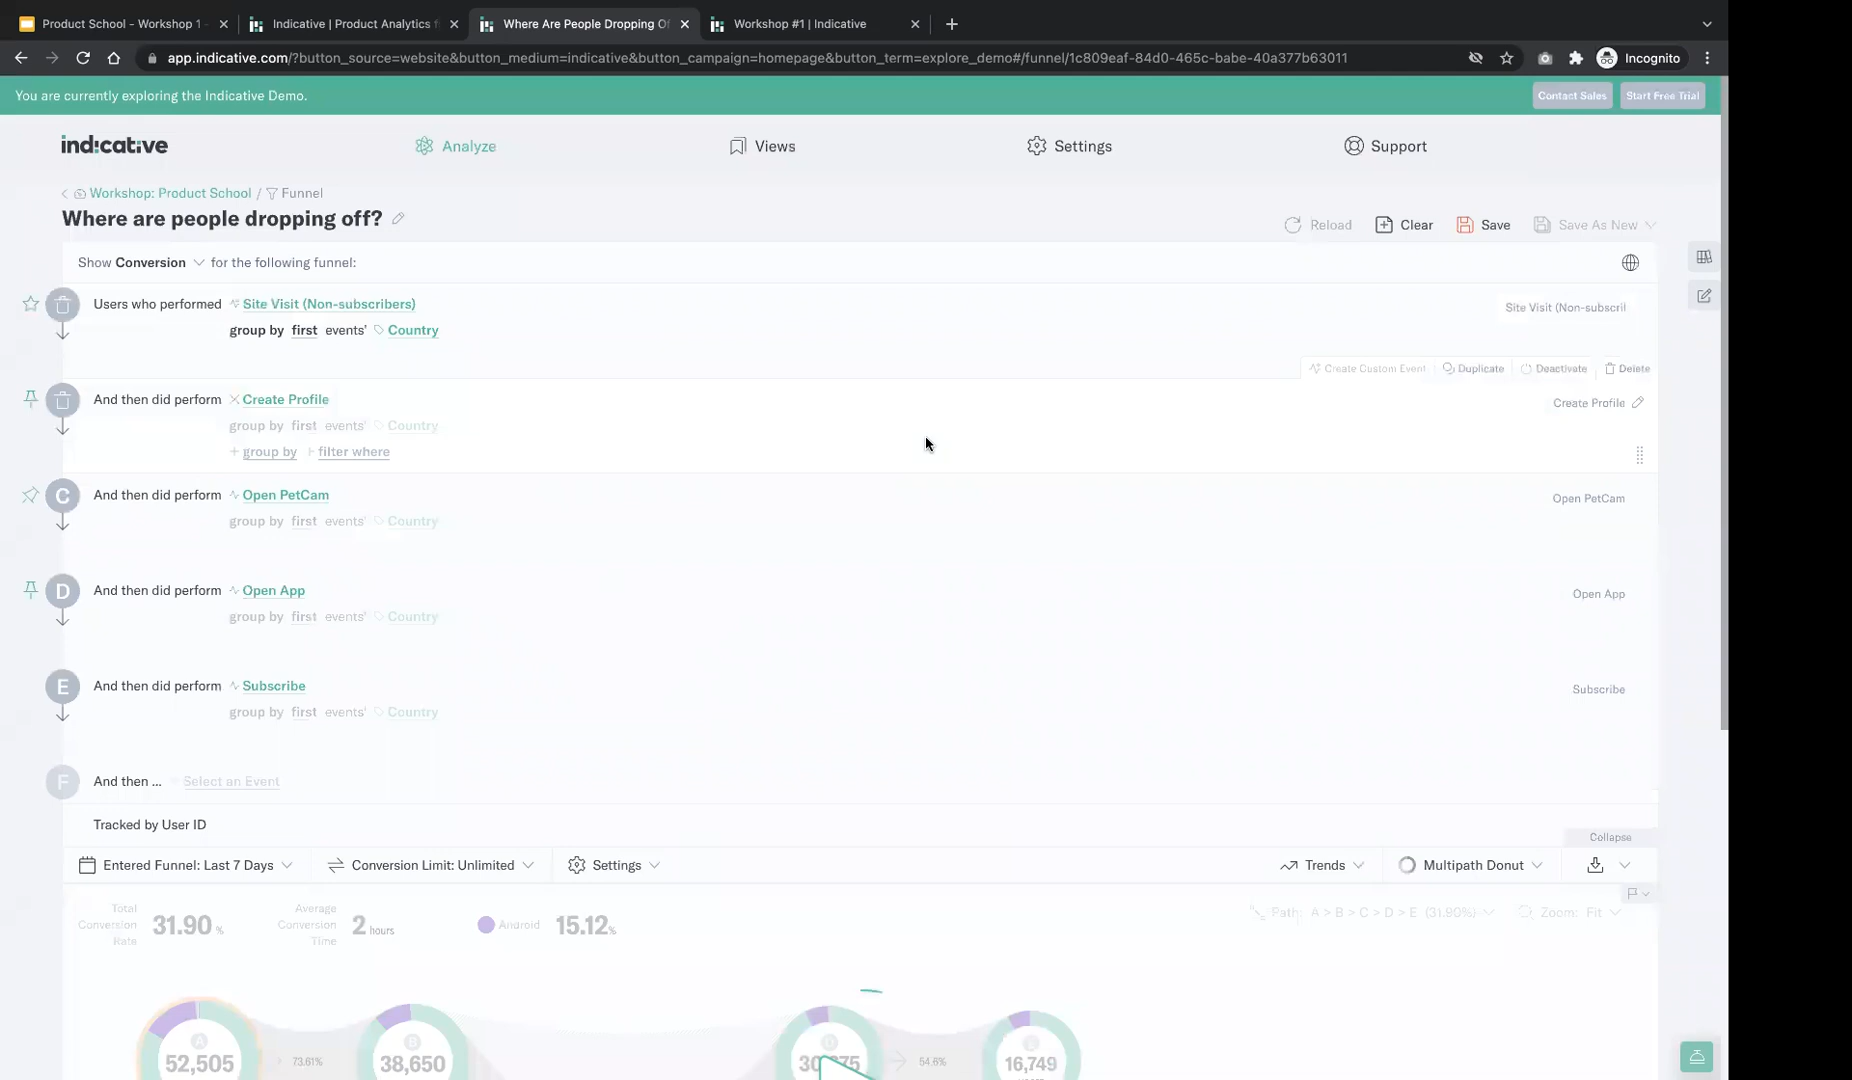 Product School - Workshop 1
Indicative | Product Analytics f
Where Are People Dropping Of
Workshop #1 | Indicative
app.indicative.com/?button_source=website&button_medium=indicative&button_campaign=homepage&button_term=explore_demo#/funnel/1c809eaf-84d0-465c-babe-40a377b63011
Incognito
You are currently exploring the Indicative Demo.
Contact Sales
Start Free Trial
indicative
Analyze
Views
Settings
Support
Workshop: Product School / Funnel
Where are people dropping off?
Reload
Clear
Save
Save As New
Show Conversion for the following funnel:
Users who performed Site Visit (Non-subscribers)
Site Visit (Non-subscri
group by first events' Country
Create Custom Event
Duplicate
Deactivate
Delete
And then did perform Create Profile
Create Profile
group by first events' Country
+ group by filter where
C And then did perform Open PetCam
Open PetCam
group by first events' Country
D And then did perform Open App
Open App
group by first events' Country
E And then did perform Subscribe
Subscribe
group by first events' Country
F And then ... Select an Event
Tracked by User ID
Collapse
Entered Funnel: Last 7 Days
Conversion Limit: Unlimited
Settings
Trends
Multipath Donut
Total Conversion Rate 31.90 %
Average Conversion Time 2 hours
Android 15.12%
Path: A > B > C > D > E (31.90%)
Zoom: Fit
A
52,505
73.61%
B
38,650
D
54.6%
E
16,749